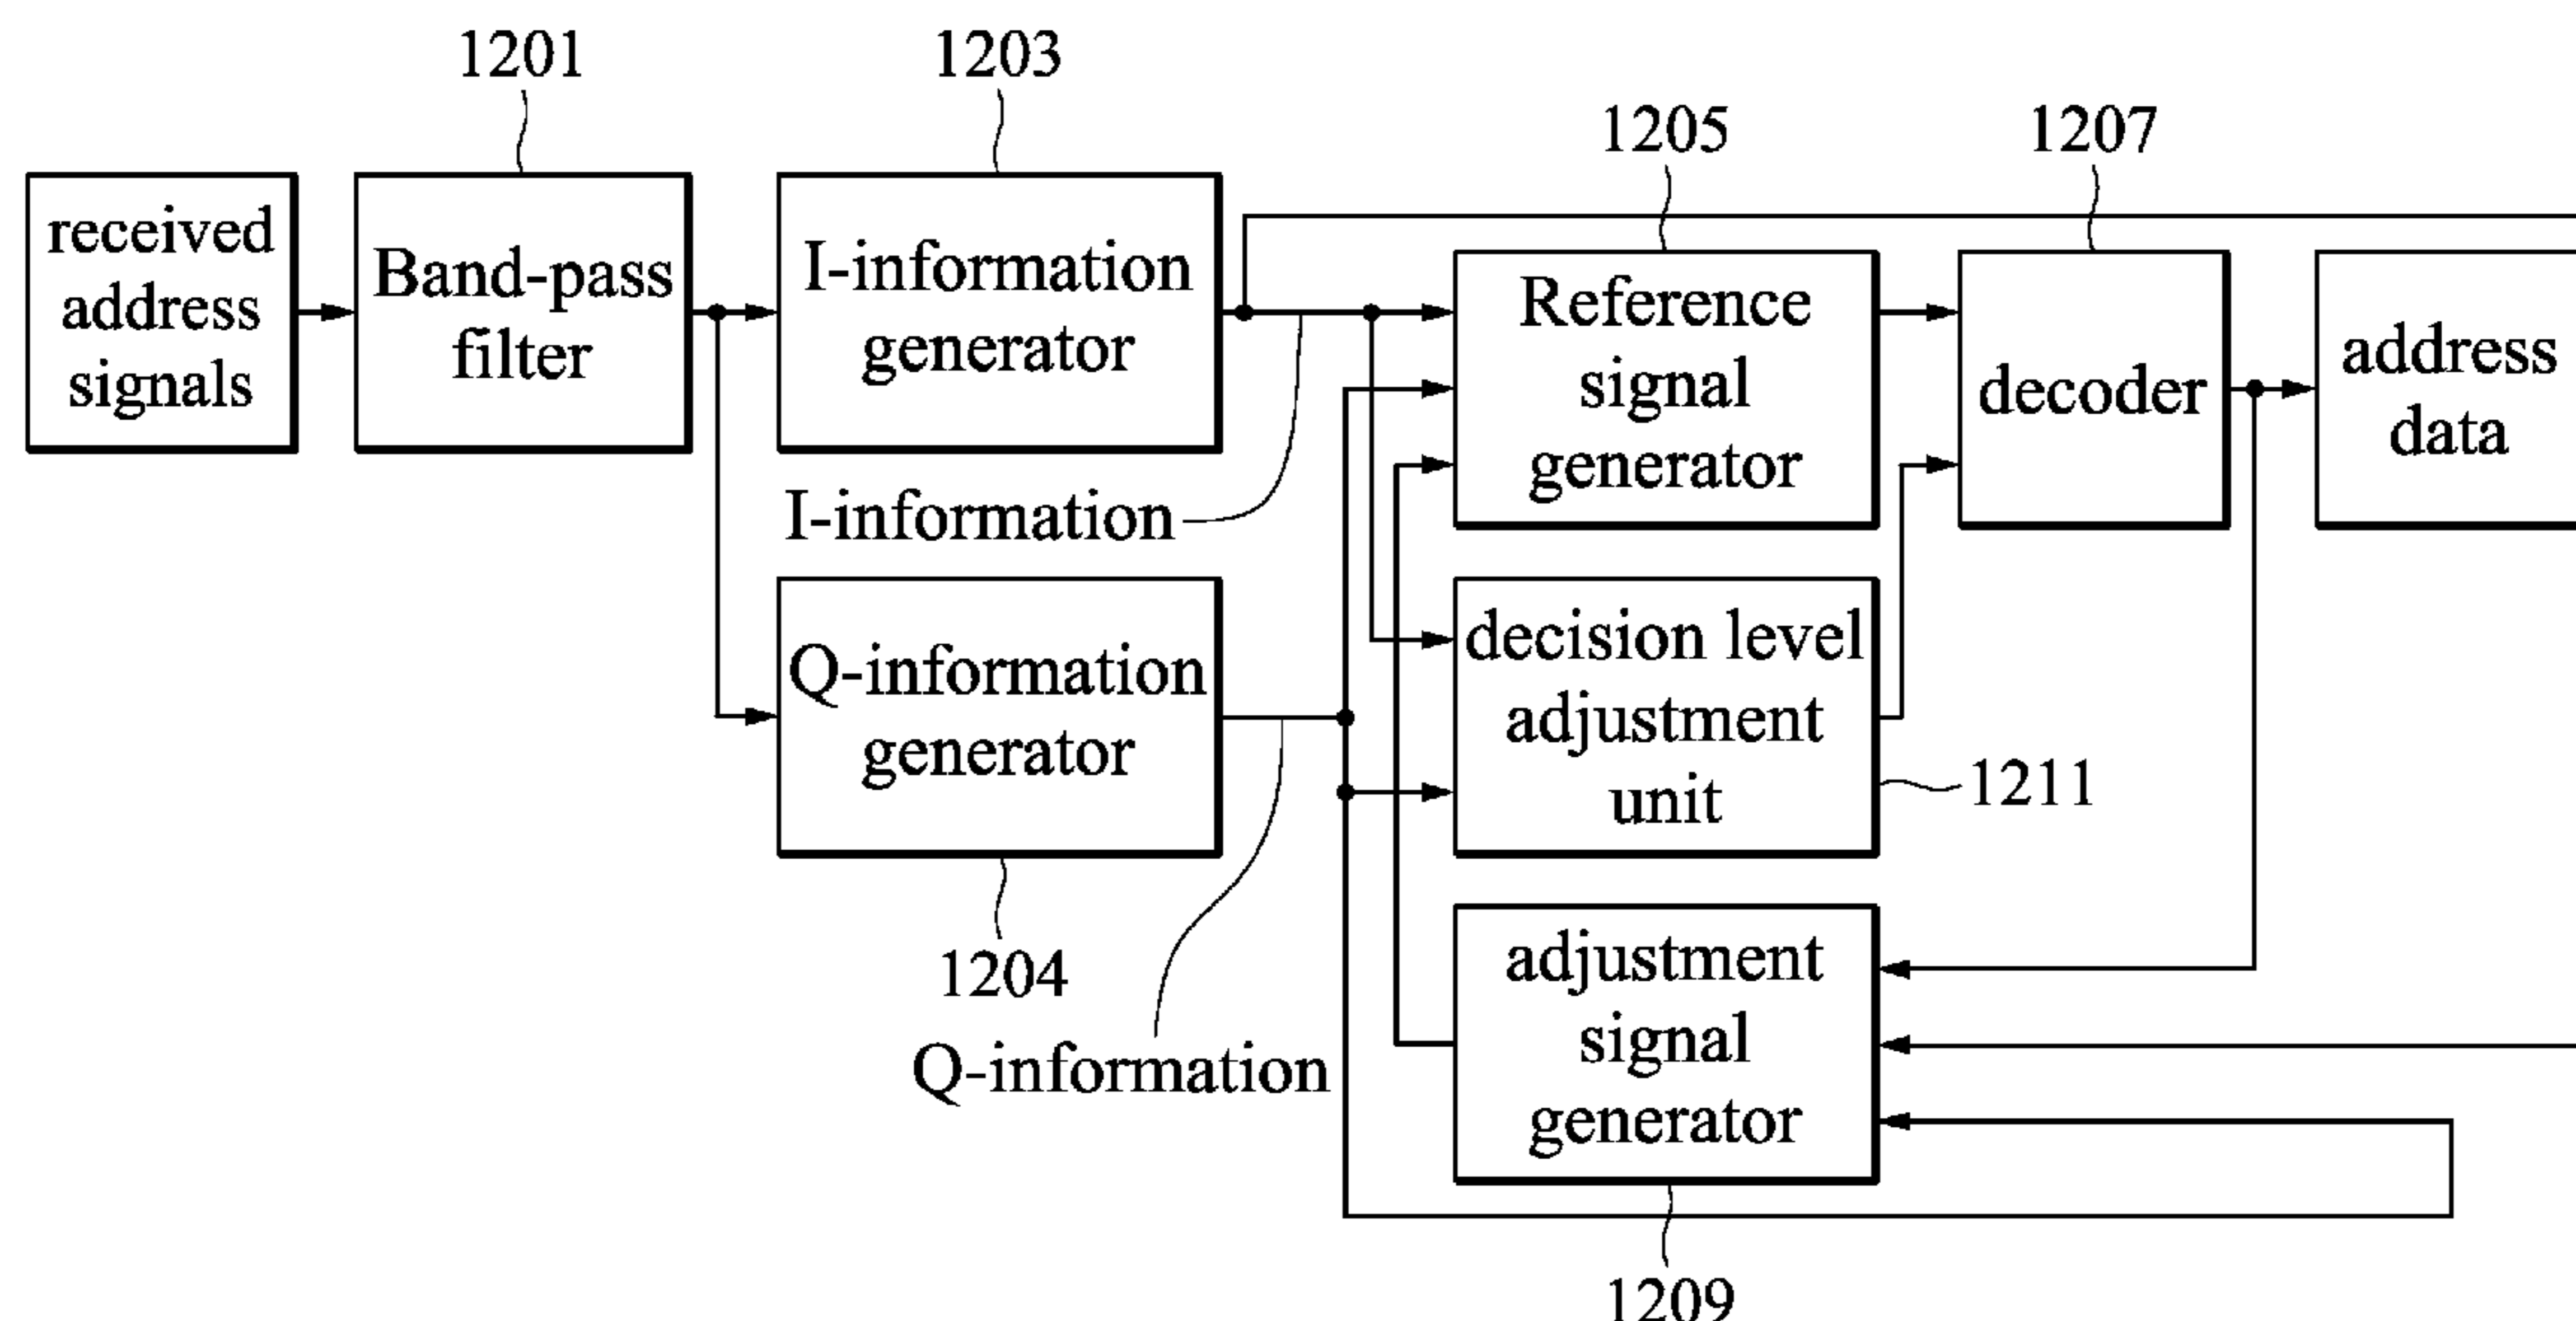 1201
1203
1205
1207
received
address
signals
Band-pass
filter
I-information
generator
Reference
signal
generator
decoder
address
data
I-information
Q-information
generator
decision level
adjustment
unit
1211
1204
Q-information
adjustment
signal
generator
1209